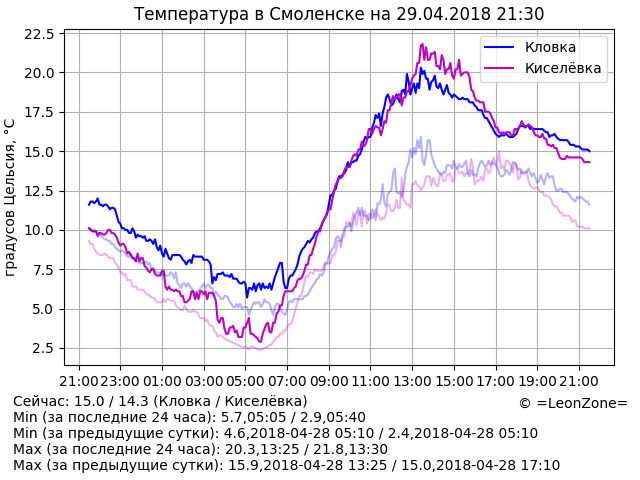 Температура в Смоленске на 29.04.2018 21:30
градусов Цельсия, °C
22.5
20.0
17.5
15.0
12.5
10.0
7.5
5.0
2.5
Кловка
Киселёвка
21:00 23:00 01:00 03:00 05:00 07:00 09:00 11:00 13:00 15:00 17:00 19:00 21:00
Сейчас: 15.0 / 14.3 (Кловка / Киселёвка)
© =LeonZone=
Min (за последние 24 часа): 5.7,05:05 / 2.9,05:40
Min (за предыдущие сутки): 4.6,2018-04-28 05:10 / 2.4,2018-04-28 05:10
Max (за последние 24 часа): 20.3,13:25 / 21.8,13:30
Max (за предыдущие сутки): 15.9,2018-04-28 13:25 / 15.0,2018-04-28 17:10